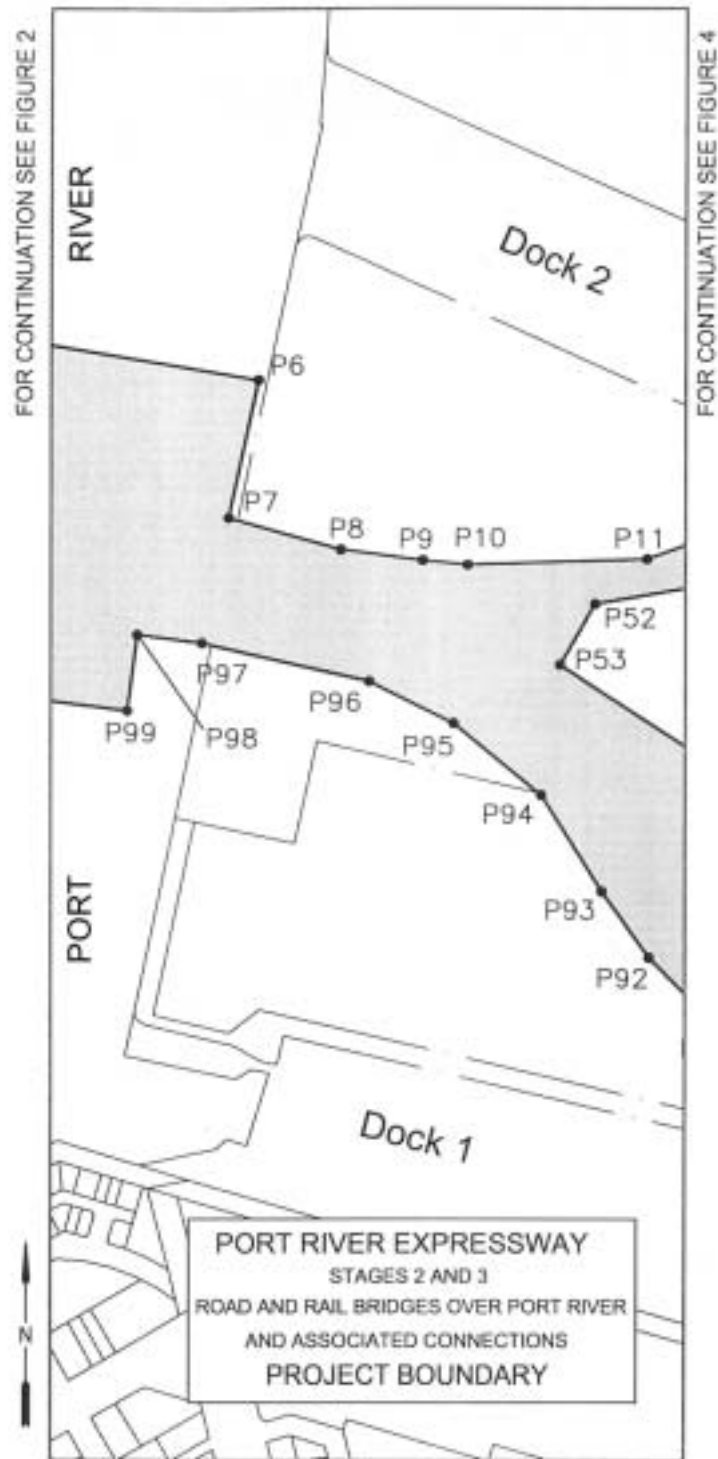 FOR CONTINUATION SEE FIGURE 2
FOR CONTINUATION SEE FIGURE 4
RIVER
Dock 2
P6
P7
P8
P9
P10
P11
P52
P53
P97
P96
P99
P98
P95
P94
P93
P92
PORT
Dock 1
N
PORT RIVER EXPRESSWAY
STAGES 2 AND 3
ROAD AND RAIL BRIDGES OVER PORT RIVER
AND ASSOCIATED CONNECTIONS
PROJECT BOUNDARY